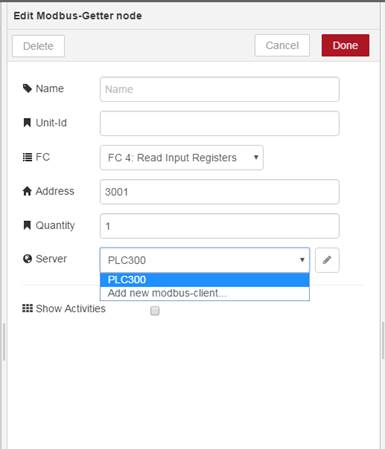 Edit Modbus-Getter node
Delete Cancel Done
Name Name
Unit-Id
FC FC 4: Read Input Registers
Address 3001
Quantity 1
Server PLC300
PLC300
Add new modbus-client...
Show Activities